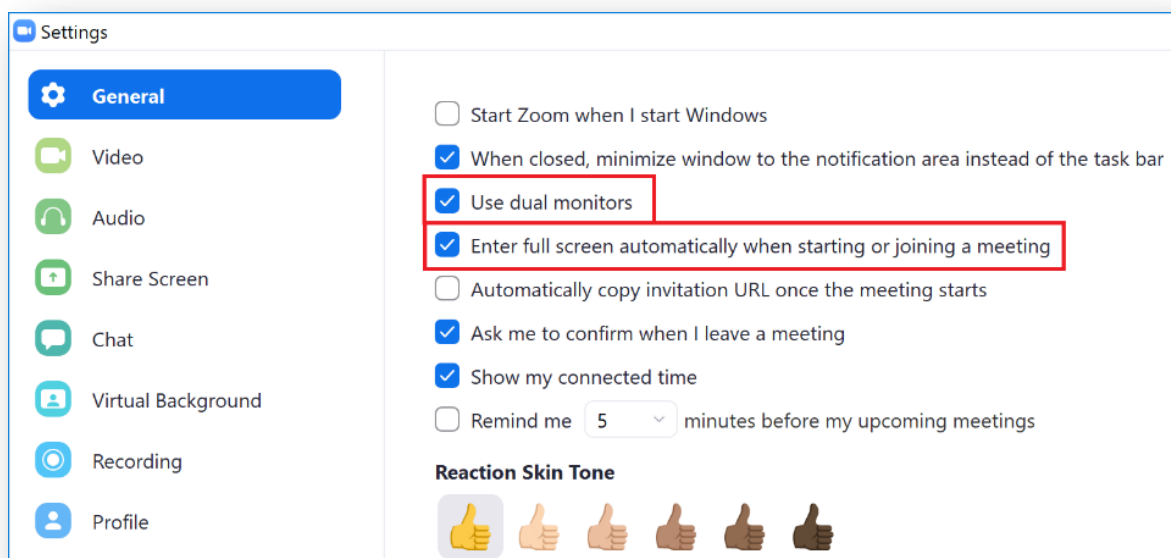 Settings
General
Video
Audio
Share Screen
Chat
Virtual Background
Recording
Profile
Start Zoom when I start Windows
When closed, minimize window to the notification area instead of the task bar
Use dual monitors
Enter full screen automatically when starting or joining a meeting
Automatically copy invitation URL once the meeting starts
Ask me to confirm when I leave a meeting
Show my connected time
Remind me 5 minutes before my upcoming meetings
Reaction Skin Tone